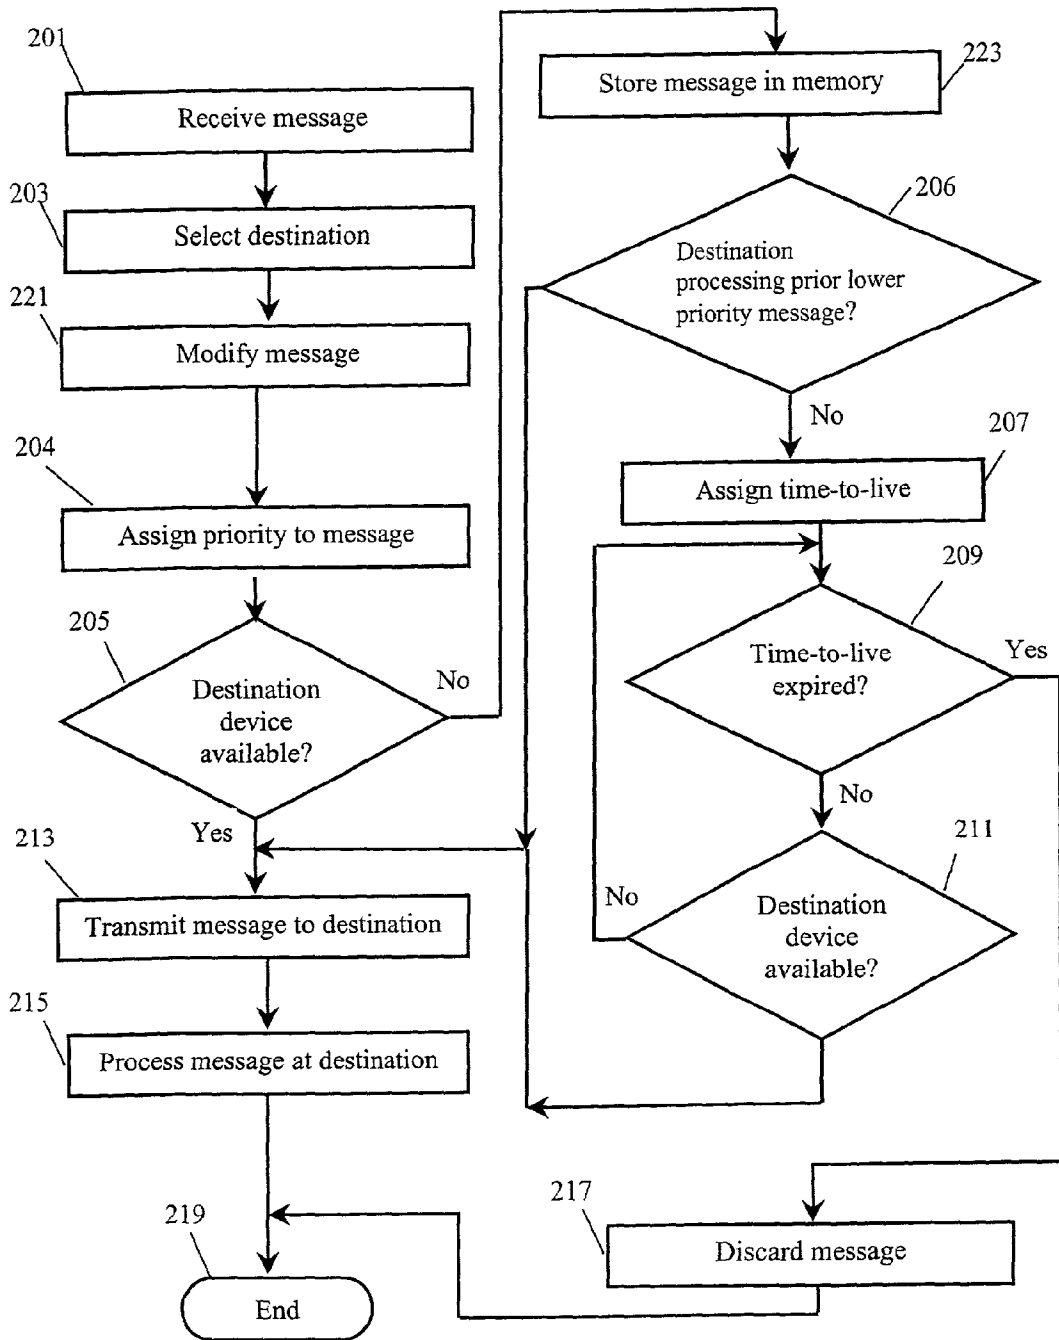 201
Receive message
203
Select destination
221
Modify message
204
Assign priority to message
205
Destination
device
available?
No
Yes
213
Transmit message to destination
215
Process message at destination
219
End
223
Store message in memory
206
Destination
processing prior lower
priority message?
No
207
Assign time-to-live
209
Time-to-live
expired?
Yes
No
211
Destination
device
available?
No
217
Discard message